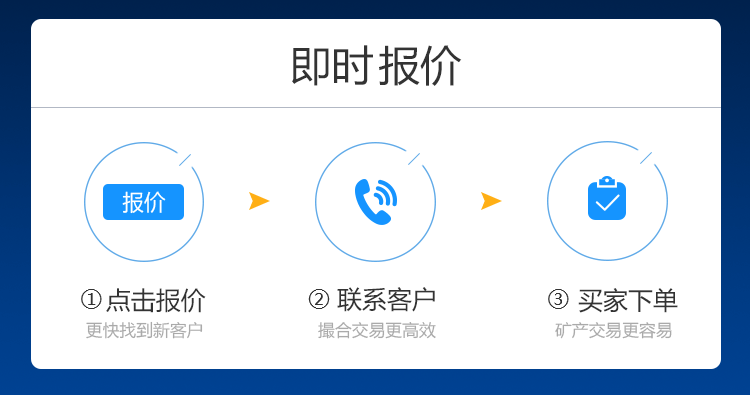 即时报价
报价
① 点击报价
更快找到新客户
② 联系客户
撮合交易更高效
③ 买家下单
矿产交易更容易